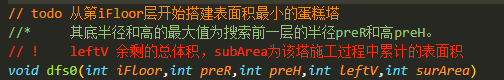 // todo 从第iFloor层开始搭建表面积最小的蛋糕塔
//*     其底半径和高的最大值为搜索前一层的半径preR和高preH。
// !    leftV 余剩的总体积，subArea为该塔施工过程中累计的表面积
void dfs0(int iFloor,int preR,int preH,int leftV,int surArea)